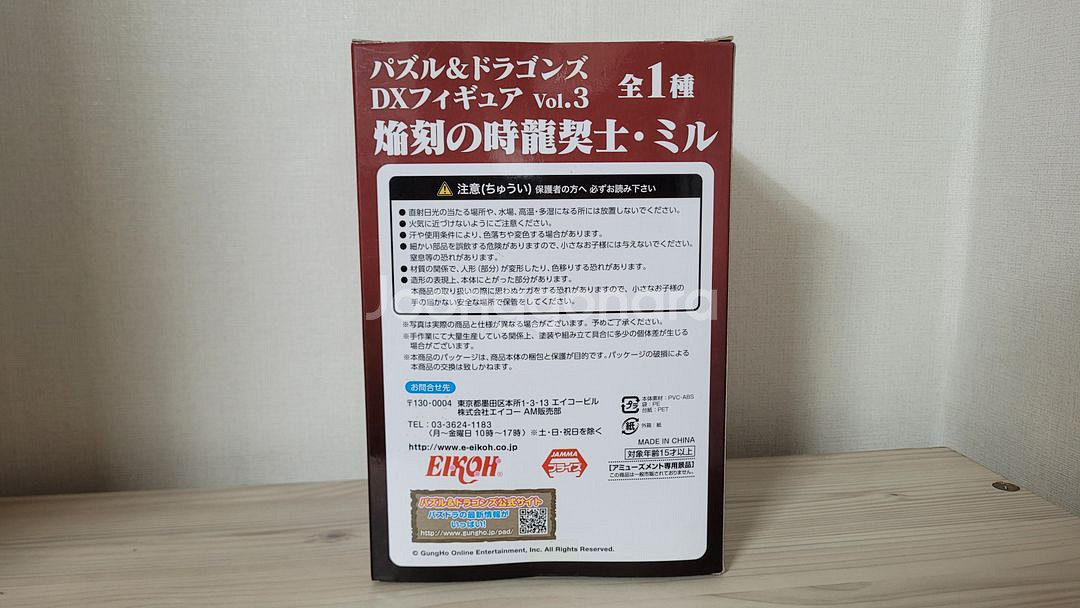 パズル&ドラゴンズ
DXフィギュア Vol.3 全1種
焔刻の時龍契士・ミル
注意(ちゅうい) 保護者の方へ 必ずお読み下さい
● 直射日光の当たる場所や、水場、高温・多湿になる所には放置しないでください。
● 火気に近づけないようにご注意ください。
● 汗や使用条件により、色落ちや変色する場合があります。
● 細かい部品を誤飲する危険がありますので、小さなお子様には与えないでください。
窒息等の恐れがあります。
● 材質の関係で、人形(部分)が変形したり、色移りする恐れがあります。
● 造形の表現上、本体にとがった部分があります。
本商品の取り扱いの際に思わぬケガをする恐れがありますので、小さなお子様の
手の届かない安全な場所で保管をしてください。
Joonggonara
※写真は実際の商品と仕様が異なる場合がございます。予めご了承ください。
※手作業にて大量生産している関係上、塗装や組み立て具合に多少の個体差が生じる
場合がございます。
※本商品のパッケージは、商品本体の梱包と保護が目的です。パッケージの破損による
本商品の交換は致しかねます。
お問合せ先
〒130-0004 東京都墨田区本所1-3-13 エイコービル
株式会社エイコー AM販売部
TEL:03-3624-1183
(月〜金曜日 10時〜17時) ※土・日・祝日を除く
http://www.e-eikoh.co.jp
EIKOH
JAMMA
プライズ
プラ
本体素材:PVC・ABS
袋:PE
台紙:PET
紙
外箱:紙
MADE IN CHINA
対象年齢15才以上
[アミューズメント専用景品]
この商品は一般市販されておりません。
パズル&ドラゴンズ公式サイト
パズドラの最新情報が
いっぱい!
http://www.gungho.jp/pad/
© GungHo Online Entertainment, Inc. All Rights Reserved.